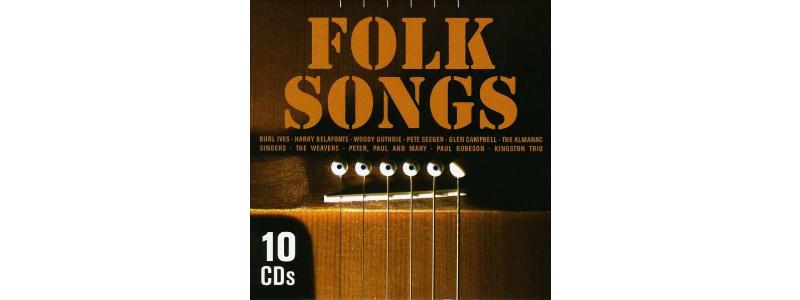 FOLK
SONGS
BURL IVES · HARRY BELAFONTE · WOODY GUTHRIE · PETE SEEGER · GLEN CAMPBELL · THE ALMANAC
SINGERS · THE WEAVERS · PETER, PAUL AND MARY · PAUL ROBESON · KINGSTON TRIO
10
CDs